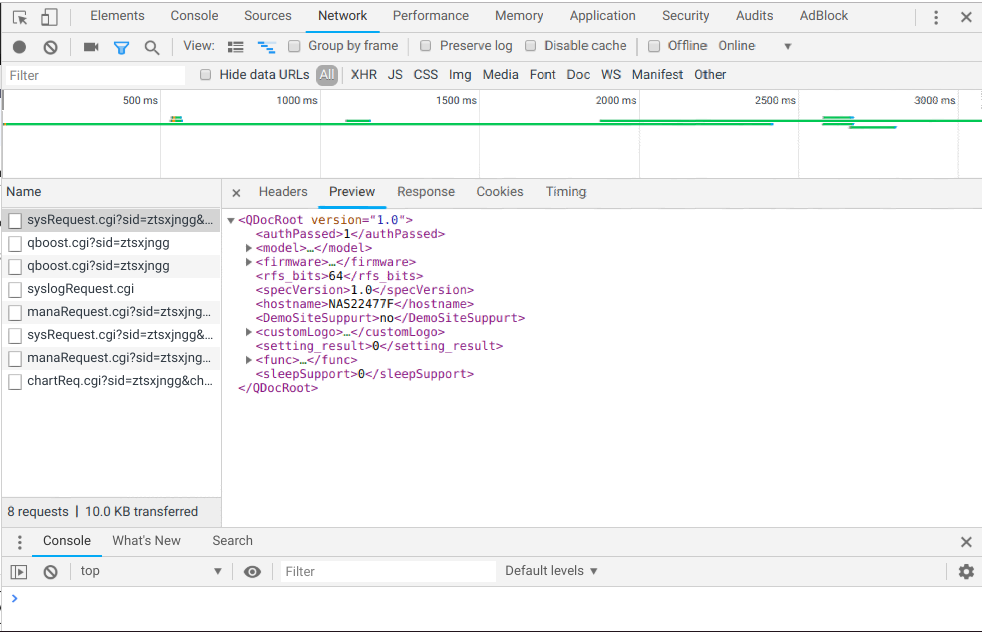 Elements Console Sources Network Performance Memory Application Security Audits AdBlock
View: Group by frame Preserve log Disable cache Offline Online
Filter Hide data URLs All XHR JS CSS Img Media Font Doc WS Manifest Other
500 ms 1000 ms 1500 ms 2000 ms 2500 ms 3000 ms
Name
sysRequest.cgi?sid=ztsxjngg&...
qboost.cgi?sid=ztsxjngg
qboost.cgi?sid=ztsxjngg
syslogRequest.cgi
manaRequest.cgi?sid=ztsxjng...
sysRequest.cgi?sid=ztsxjngg&...
manaRequest.cgi?sid=ztsxjng...
chartReq.cgi?sid=ztsxjngg&ch...
8 requests | 10.0 KB transferred
Headers Preview Response Cookies Timing
<QDocRoot version="1.0">
<authPassed>1</authPassed>
<model>…</model>
<firmware>…</firmware>
<rfs_bits>64</rfs_bits>
<specVersion>1.0</specVersion>
<hostname>NAS22477F</hostname>
<DemoSiteSuppurt>no</DemoSiteSuppurt>
<customLogo>…</customLogo>
<setting_result>0</setting_result>
<func>…</func>
<sleepSupport>0</sleepSupport>
</QDocRoot>
Console What's New Search
top Filter Default levels